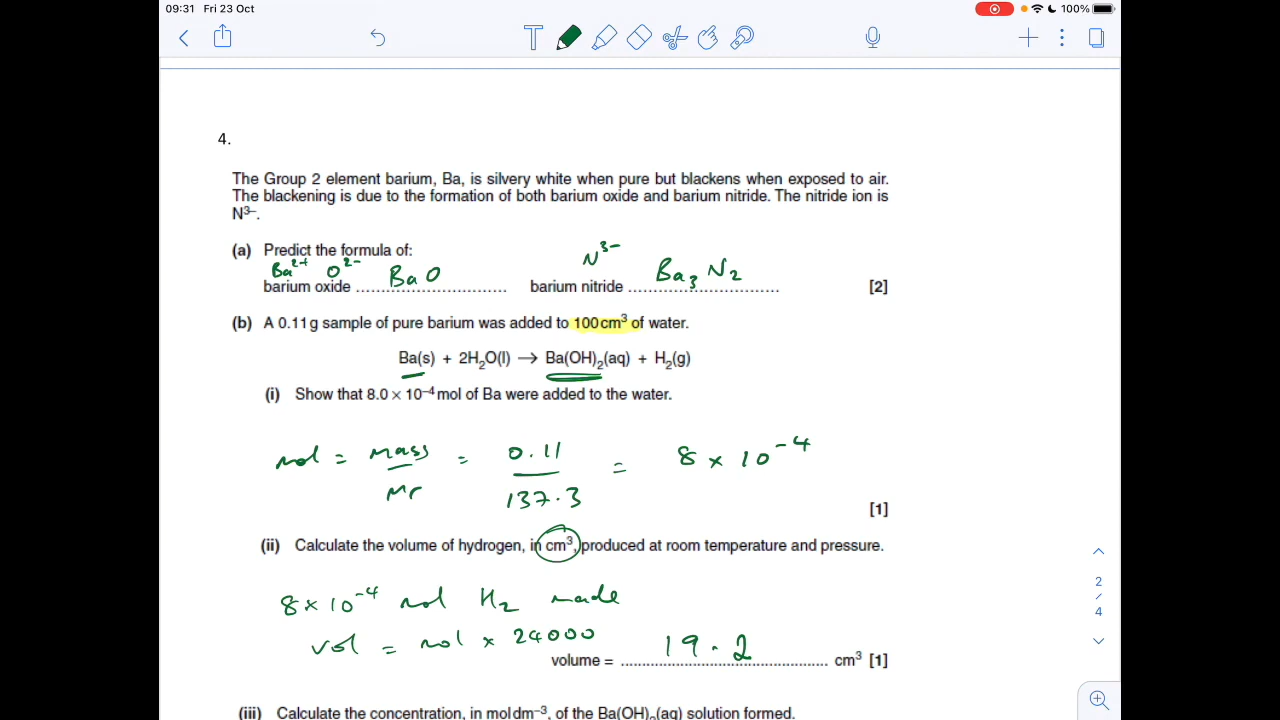 09:31 Fri 23 Oct
100%
T
4.
The Group 2 element barium, Ba, is silvery white when pure but blackens when exposed to air.
The blackening is due to the formation of both barium oxide and barium nitride. The nitride ion is
N³⁻.
(a) Predict the formula of:
Ba²⁺ O²⁻ N³⁻
barium oxide .......... BaO .......... barium nitride .......... Ba₃N₂ .......... [2]
(b) A 0.11 g sample of pure barium was added to 100 cm³ of water.
Ba(s) + 2H₂O(l) → Ba(OH)₂(aq) + H₂(g)
(i) Show that 8.0 × 10⁻⁴ mol of Ba were added to the water.
mol = mass/Mr = 0.11/137.3 = 8 × 10⁻⁴
[1]
(ii) Calculate the volume of hydrogen, in cm³, produced at room temperature and pressure.
8 × 10⁻⁴ mol H₂ made
vol = mol × 24000
volume = .......... 19.2 .......... cm³ [1]
2/4
(iii) Calculate the concentration, in mol dm⁻³, of the Ba(OH)₂(aq) solution formed.